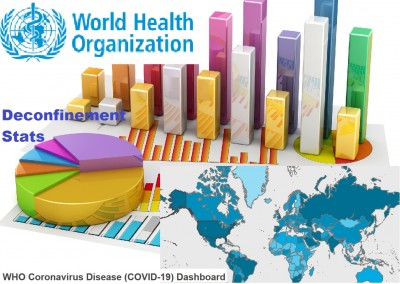 World Health
Organization
Deconfinement
Stats
WHO Coronavirus Disease (COVID-19) Dashboard